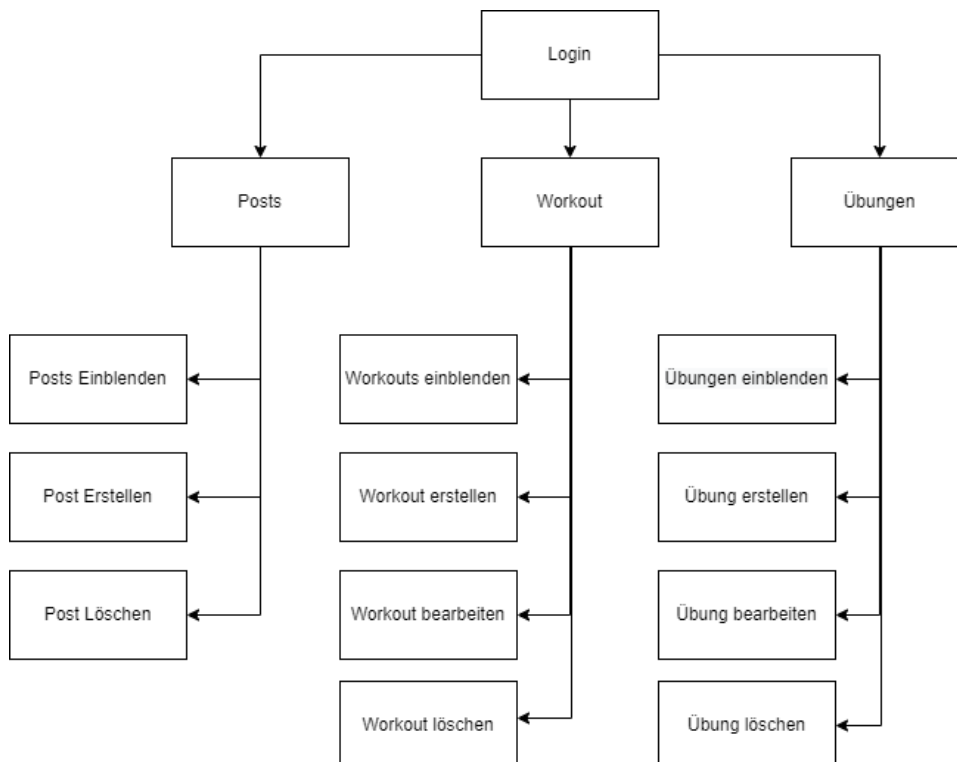 Login
Posts
Workout
Übungen
Posts Einblenden
Workouts einblenden
Übungen einblenden
Post Erstellen
Workout erstellen
Übung erstellen
Post Löschen
Workout bearbeiten
Übung bearbeiten
Workout löschen
Übung löschen